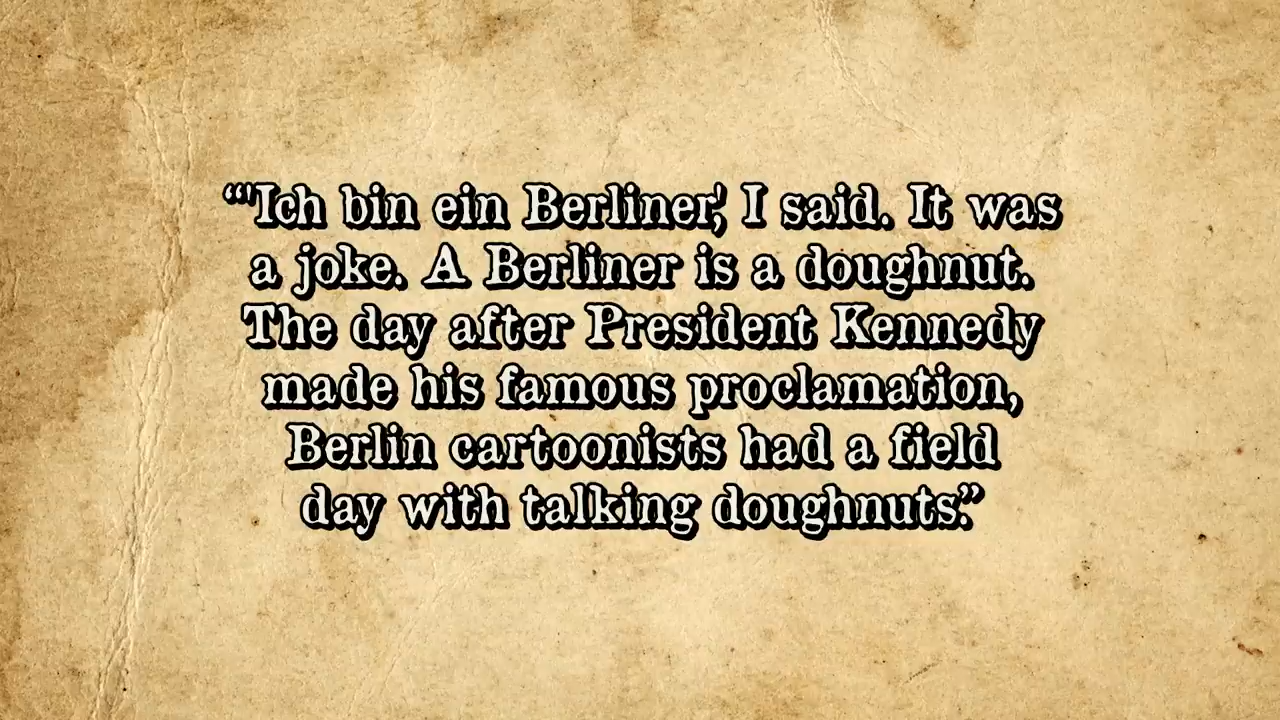 “'Ich bin ein Berliner,' I said. It was
a joke. A Berliner is a doughnut.
The day after President Kennedy
made his famous proclamation,
Berlin cartoonists had a field
day with talking doughnuts.”